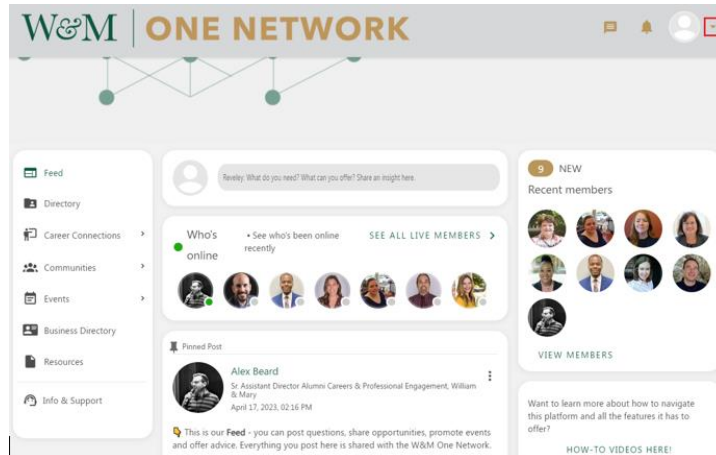 W&M | ONE NETWORK
Feed
Directory
Career Connections
Communities
Events
Business Directory
Resources
Info & Support
Reveley: What do you need? What can you offer? Share an insight here.
Who's
online
• See who's been online
recently
SEE ALL LIVE MEMBERS
Pinned Post
Alex Beard
Sr. Assistant Director Alumni Careers & Professional Engagement, William
& Mary
April 17, 2023, 02:16 PM
This is our Feed - you can post questions, share opportunities, promote events
and offer advice. Everything you post here is shared with the W&M One Network.
9 NEW
Recent members
VIEW MEMBERS
Want to learn more about how to navigate
this platform and all the features it has to
offer?
HOW-TO VIDEOS HERE!